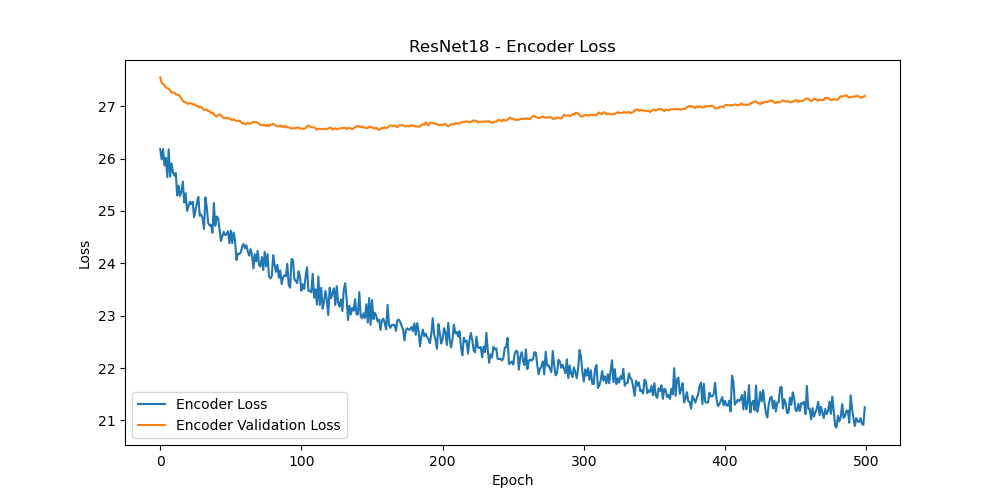 ResNet18 - Encoder Loss
Loss
27
26
25
24
23
22
21
Encoder Loss
Encoder Validation Loss
0
100
200
300
400
500
Epoch